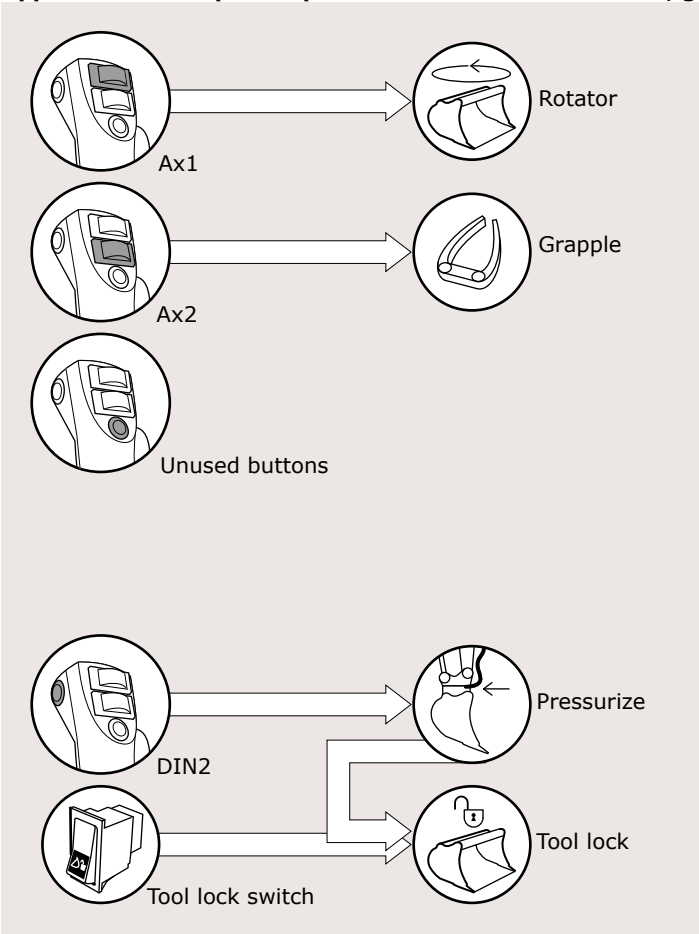 Rotator
Ax1
Grapple
Ax2
Unused buttons
Pressurize
DIN2
Tool lock
Tool lock switch